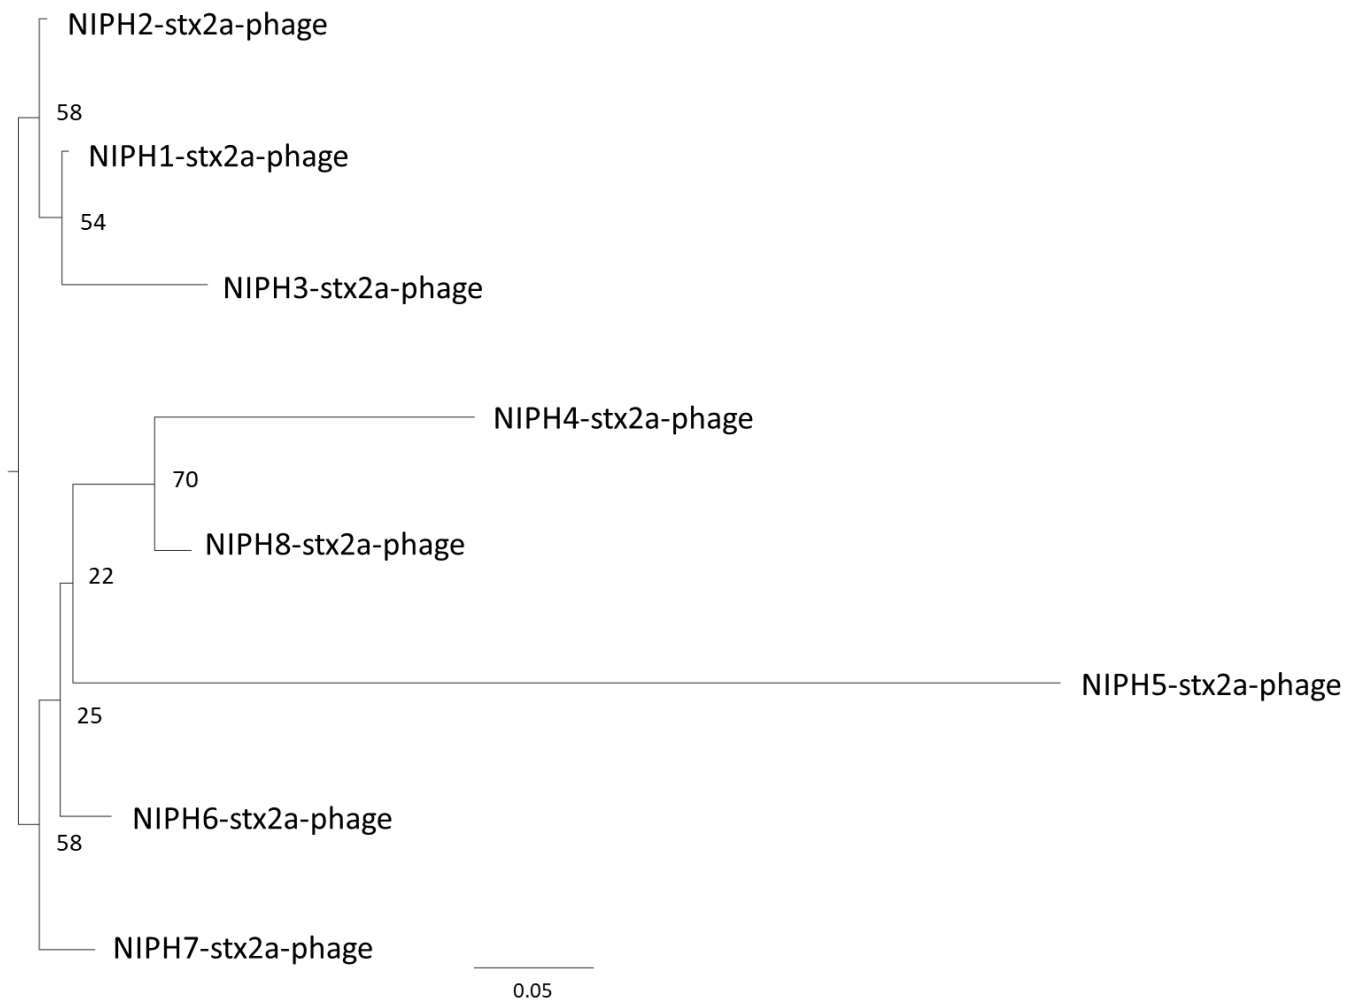 NIPH2-stx2a-phage
58
NIPH1-stx2a-phage
54
NIPH3-stx2a-phage
NIPH4-stx2a-phage
70
NIPH8-stx2a-phage
22
NIPH5-stx2a-phage
25
NIPH6-stx2a-phage
58
NIPH7-stx2a-phage
0.05